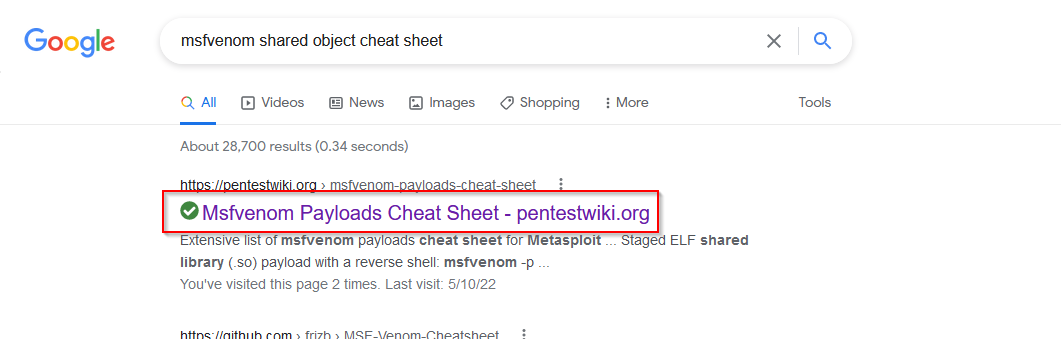 Google
msfvenom shared object cheat sheet
All Videos News Images Shopping More Tools
About 28,700 results (0.34 seconds)
https://pentestwiki.org › msfvenom-payloads-cheat-sheet
Msfvenom Payloads Cheat Sheet - pentestwiki.org
Extensive list of msfvenom payloads cheat sheet for Metasploit ... Staged ELF shared
library (.so) payload with a reverse shell: msfvenom -p ...
You've visited this page 2 times. Last visit: 5/10/22
https://github.com › frizb › MSF-Venom-Cheatsheet